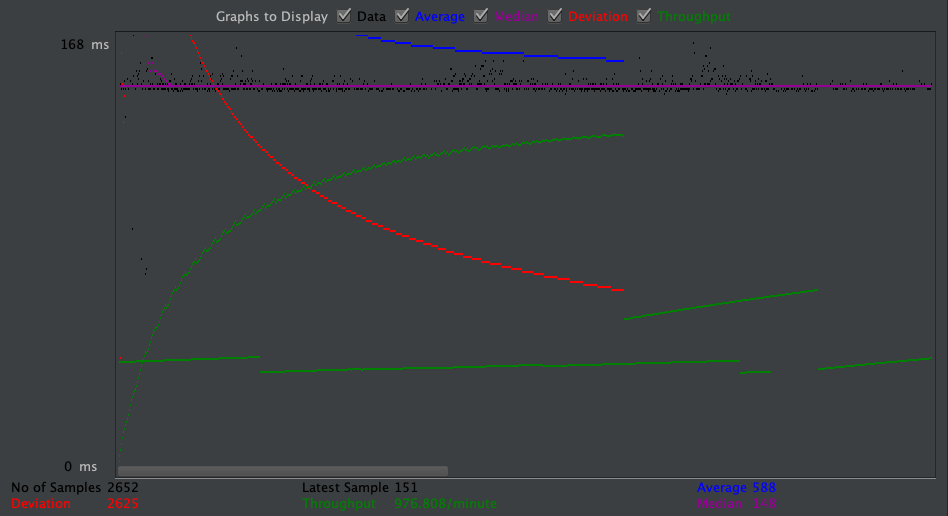 Graphs to Display Data Average Median Deviation Throughput
168 ms
0 ms
No of Samples 2652 Latest Sample 151 Average 588
Deviation 2625 Throughput 976.808/minute Median 148